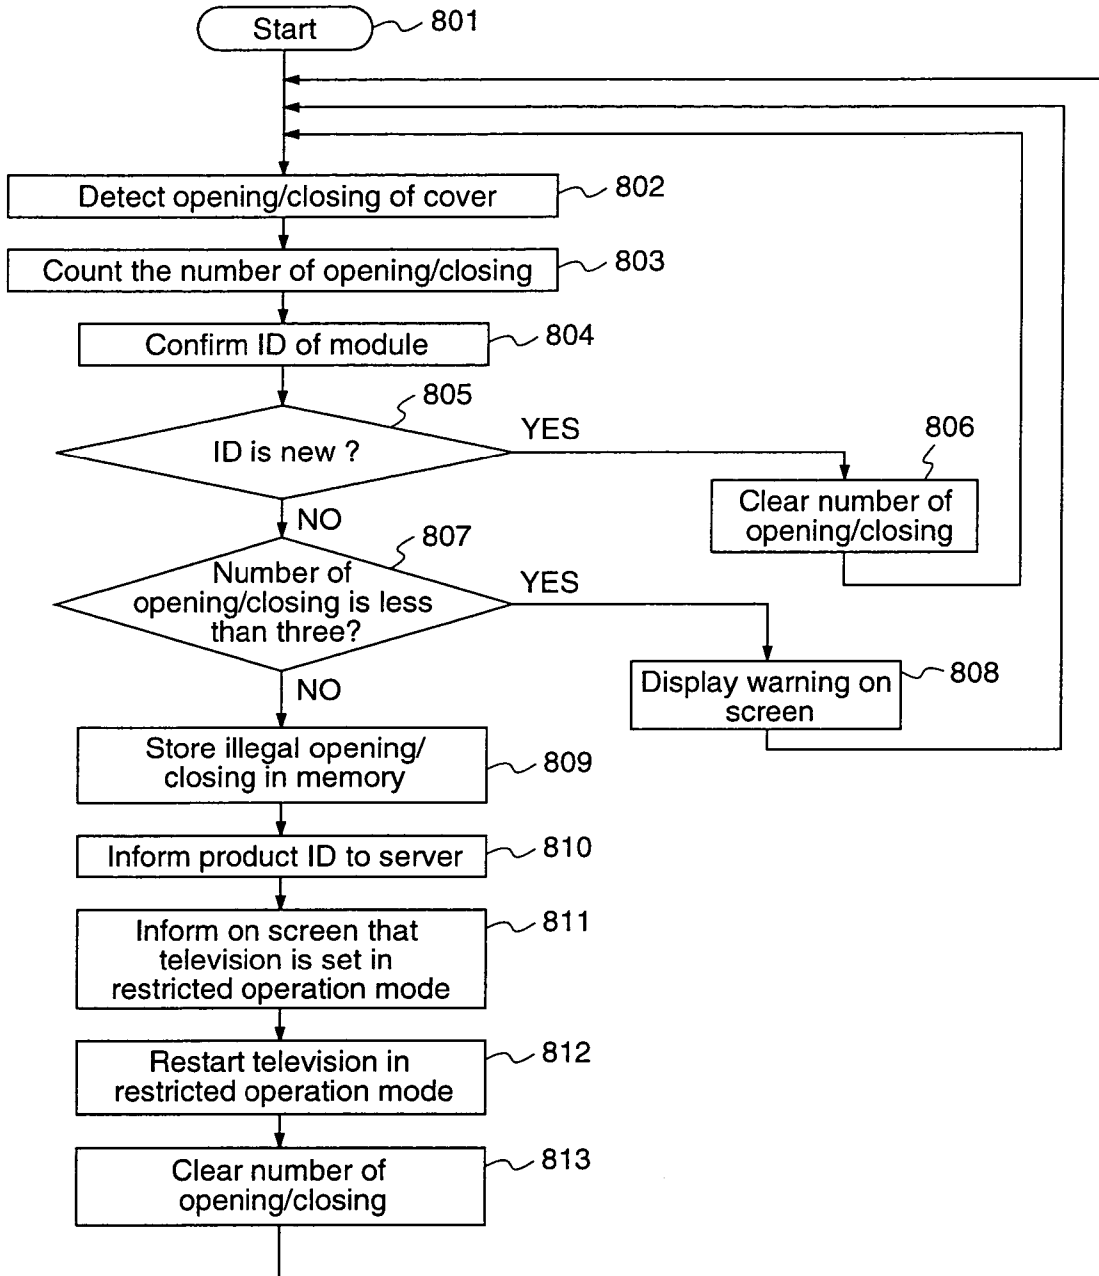 Start
801
Detect opening/closing of cover
802
Count the number of opening/closing
803
Confirm ID of module
804
805
ID is new ?
YES
NO
806
Clear number of
opening/closing
807
Number of
opening/closing is less
than three?
YES
NO
Display warning on
screen
808
Store illegal opening/
closing in memory
809
Inform product ID to server
810
Inform on screen that
television is set in
restricted operation mode
811
Restart television in
restricted operation mode
812
Clear number of
opening/closing
813